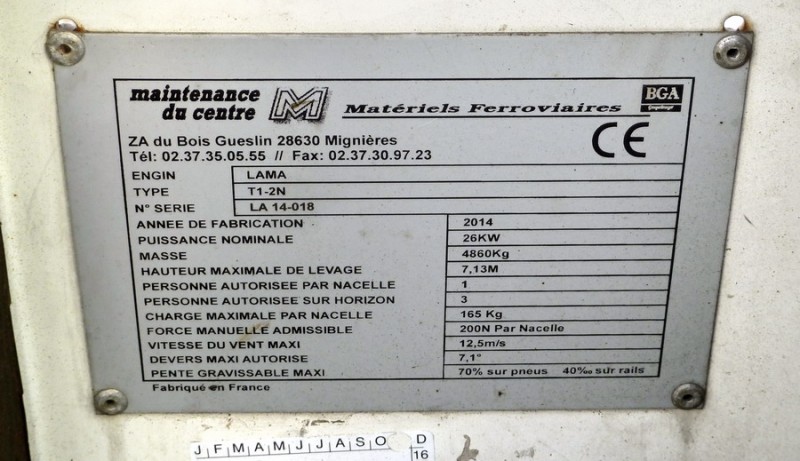 maintenance du centre M Matériels Ferroviaires BGA
ZA du Bois Gueslin 28630 Mignières
Tél: 02.37.35.05.55 // Fax: 02.37.30.97.23
CE
ENGIN LAMA
TYPE T1-2N
N° SERIE LA 14-018
ANNEE DE FABRICATION 2014
PUISSANCE NOMINALE 26KW
MASSE 4860Kg
HAUTEUR MAXIMALE DE LEVAGE 7,13M
PERSONNE AUTORISEE PAR NACELLE 1
PERSONNE AUTORISEE SUR HORIZON 3
CHARGE MAXIMALE PAR NACELLE 165 Kg
FORCE MANUELLE ADMISSIBLE 200N Par Nacelle
VITESSE DU VENT MAXI 12,5m/s
DEVERS MAXI AUTORISE 7,1°
PENTE GRAVISSABLE MAXI 70% sur pneus 40‰ sur rails
Fabriqué en France
J F M A M J J A S O D
16